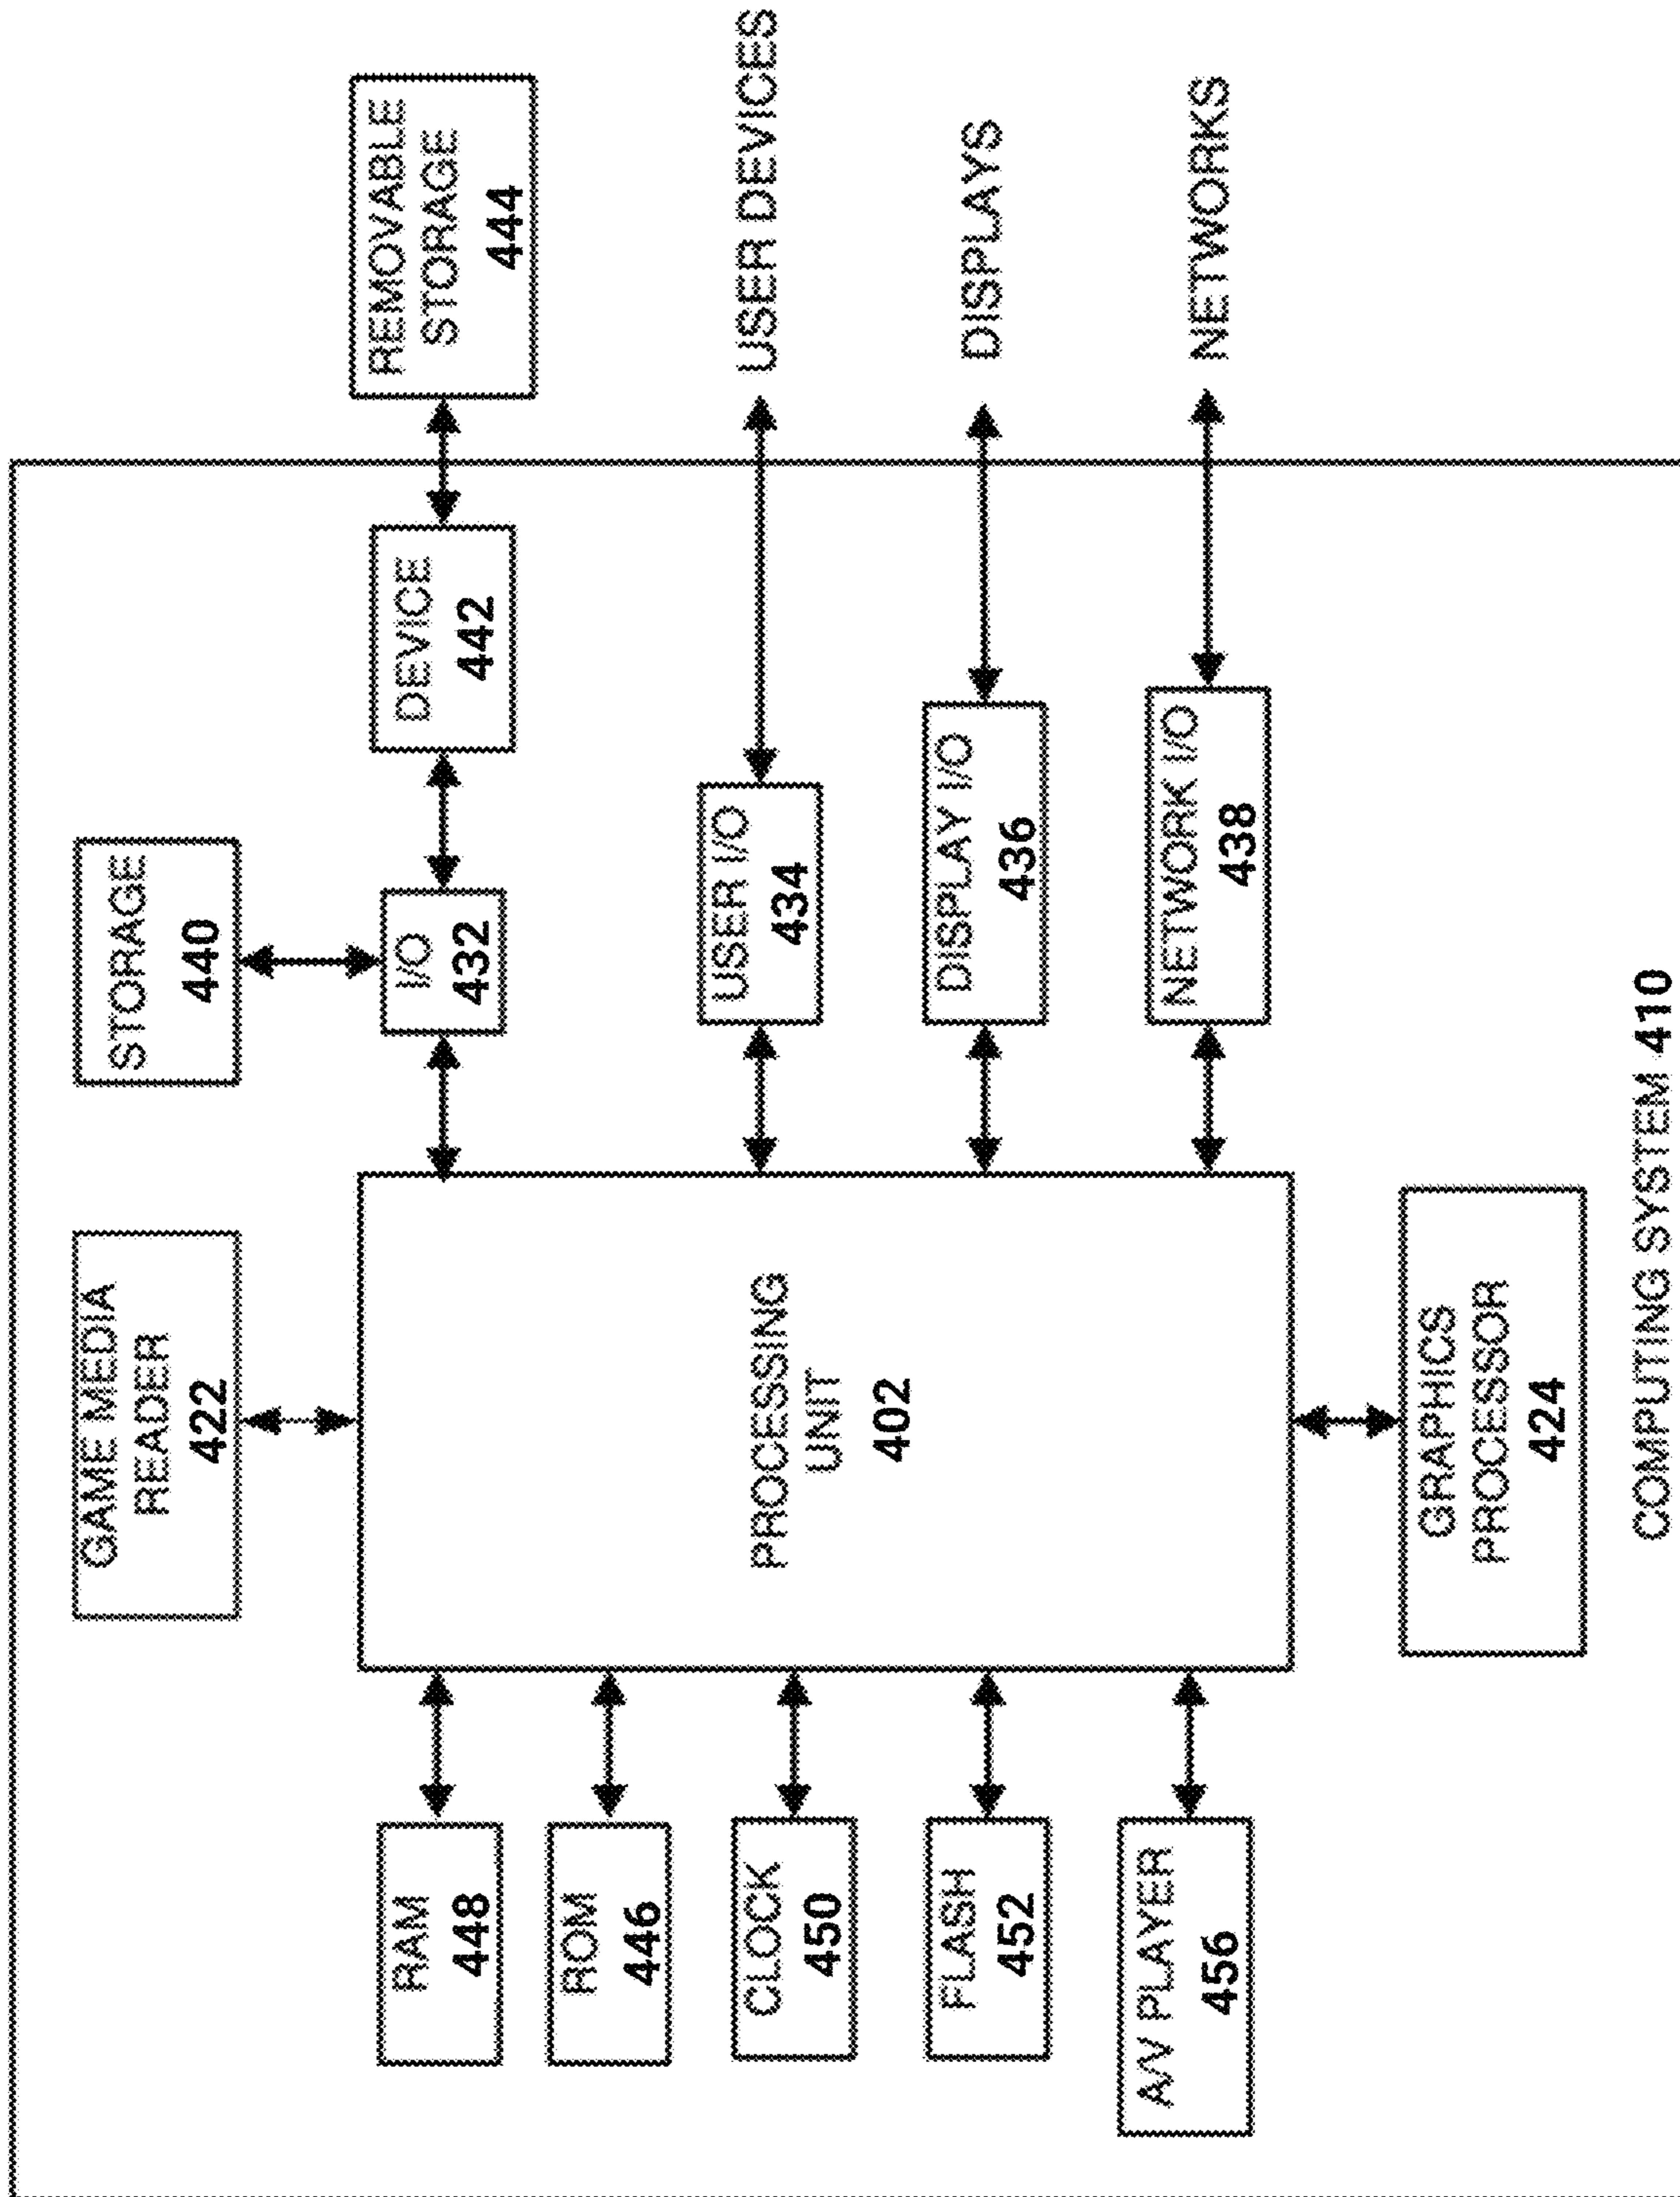 GAME MEDIA
READER
422
STORAGE
440
RAM
448
ROM
446
CLOCK
450
FLASH
452
A/V PLAYER
456
PROCESSING
UNIT
402
I/O
432
DEVICE
442
REMOVABLE
STORAGE
444
USER I/O
434
USER DEVICES
DISPLAY I/O
436
DISPLAYS
NETWORK I/O
438
NETWORKS
GRAPHICS
PROCESSOR
424
COMPUTING SYSTEM 410